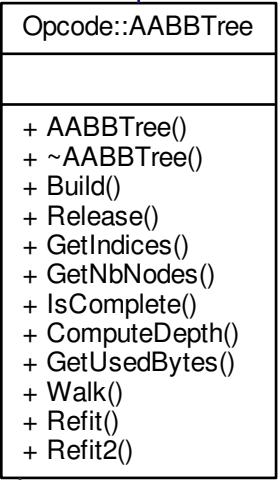 Opcode::AABBTree
+ AABBTree()
+ ~AABBTree()
+ Build()
+ Release()
+ GetIndices()
+ GetNbNodes()
+ IsComplete()
+ ComputeDepth()
+ GetUsedBytes()
+ Walk()
+ Refit()
+ Refit2()